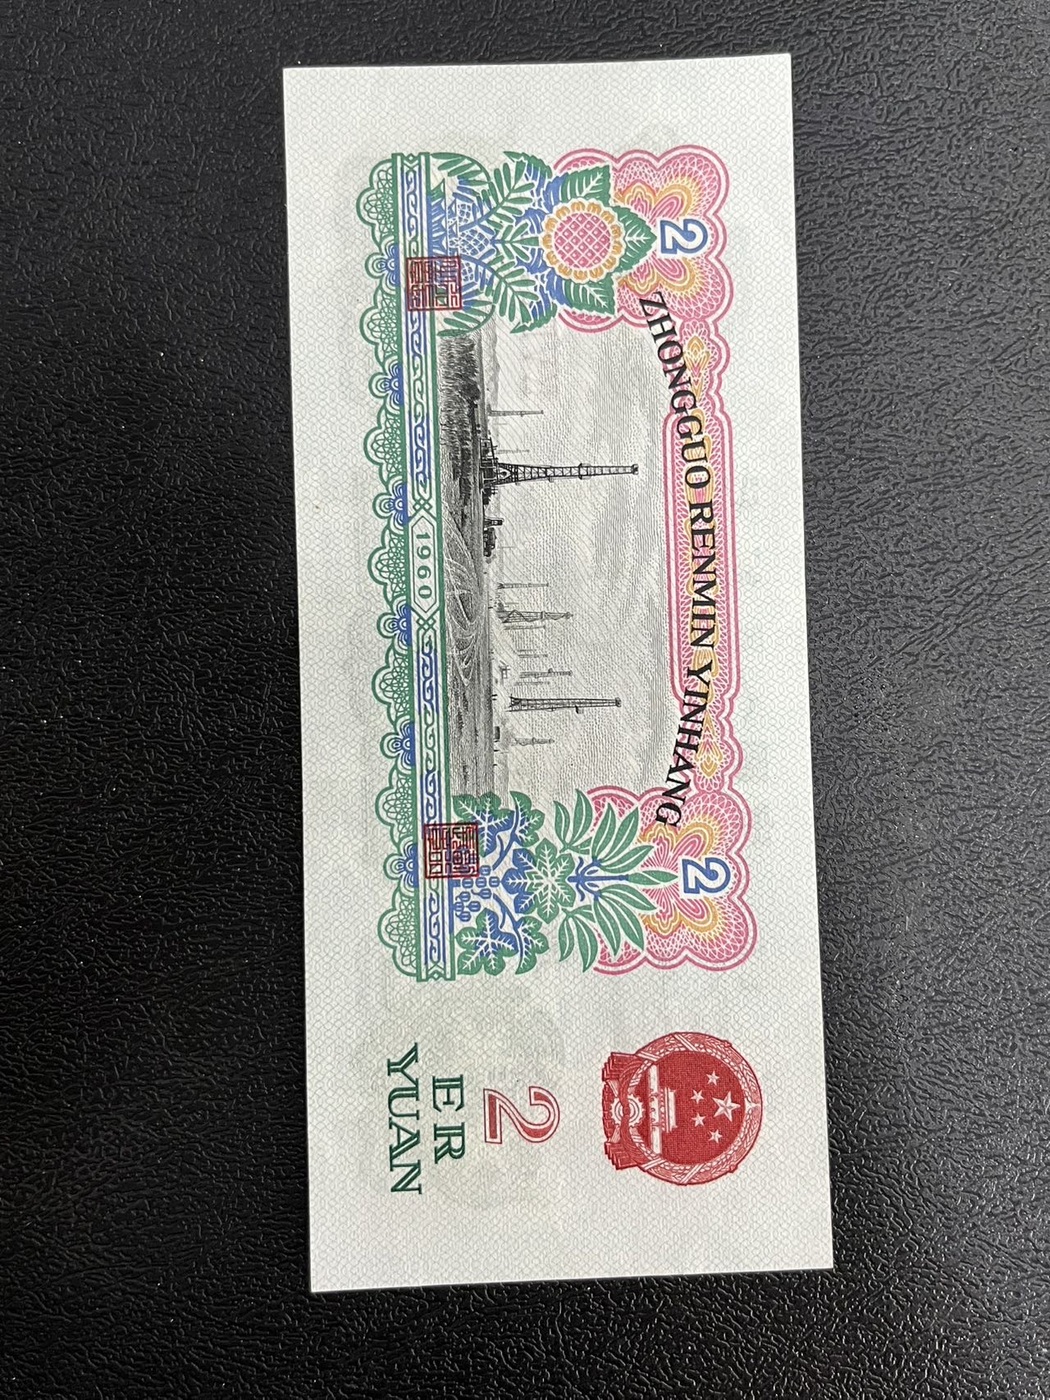 ZHONGGUO RENMIN YINHANG
2
2
1960
2
ER
YUAN